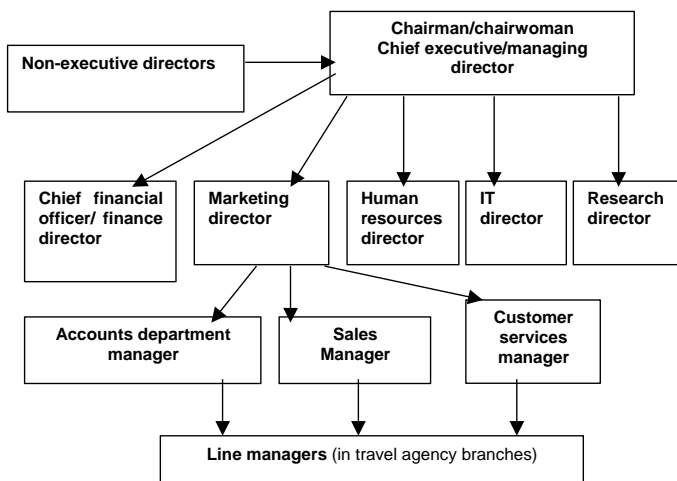 Chairman/chairwoman
Chief executive/managing
director
Non-executive directors
Chief financial
officer/ finance
director
Marketing
director
Human
resources
director
IT
director
Research
director
Accounts department
manager
Sales
Manager
Customer
services
manager
Line managers (in travel agency branches)